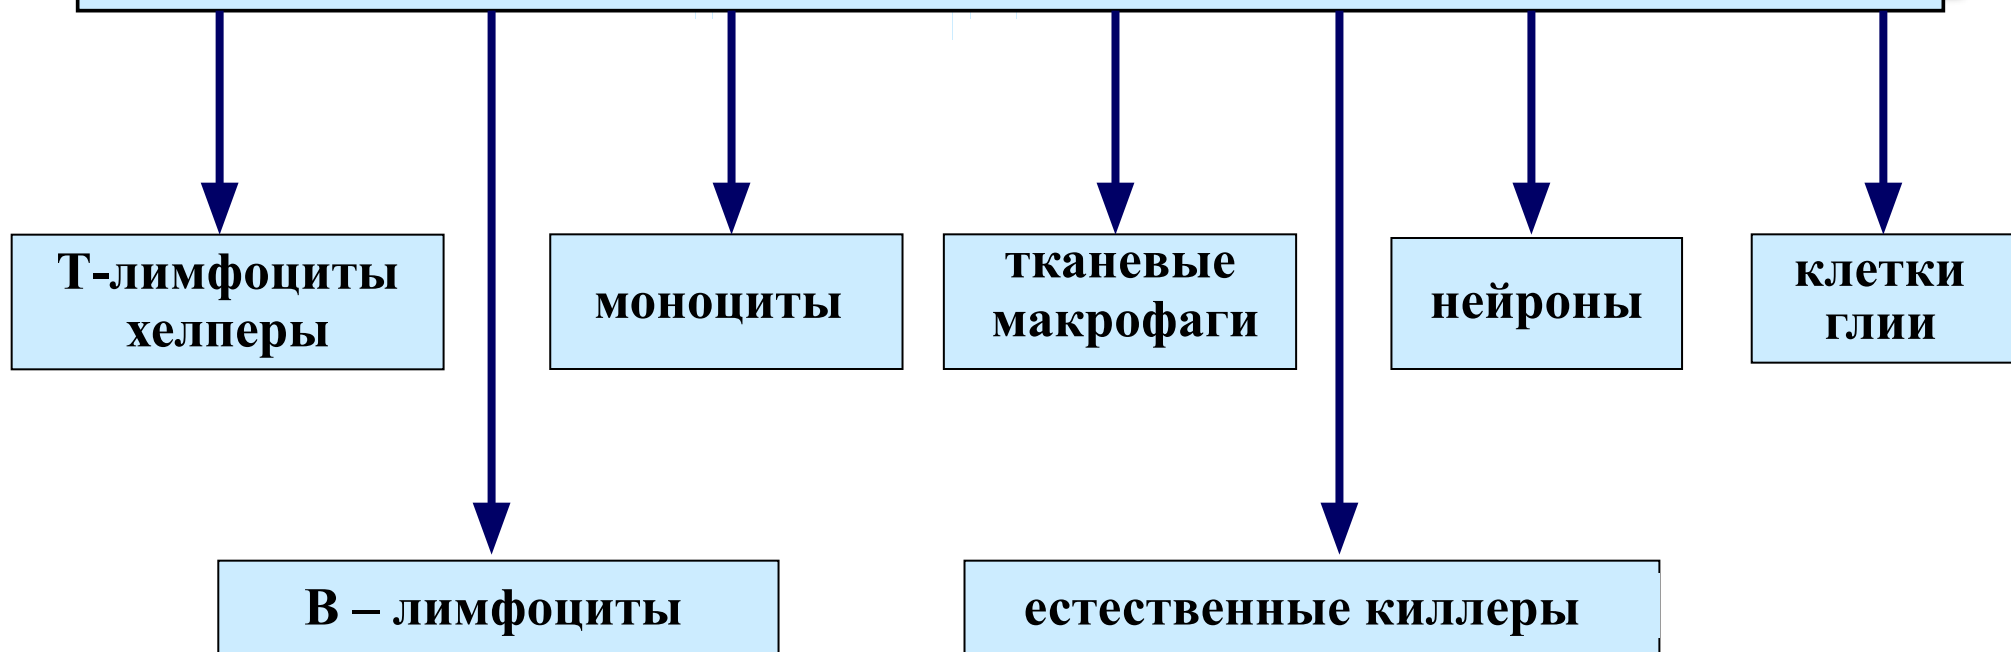 Т-лимфоциты
хелперы
моноциты
тканевые
макрофаги
нейроны
клетки
глии
В – лимфоциты
естественные киллеры